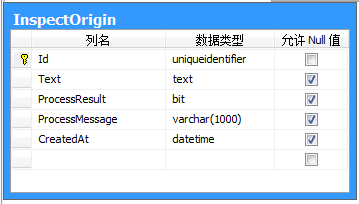 InspectOrigin
列名 数据类型 允许 Null 值
Id uniqueidentifier
Text text
ProcessResult bit
ProcessMessage varchar(1000)
CreatedAt datetime